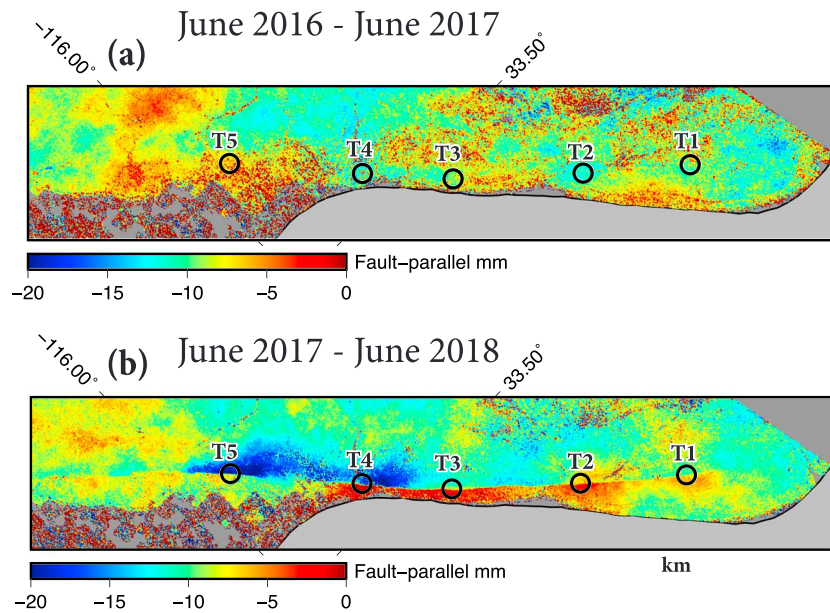 June 2016 - June 2017
−116.00°
(a)
33.50°
T5
T4
T3
T2
T1
Fault−parallel mm
−20
−15
−10
−5
0
June 2017 - June 2018
−116.00°
(b)
33.50°
T5
T4
T3
T2
T1
Fault−parallel mm
km
−20
−15
−10
−5
0